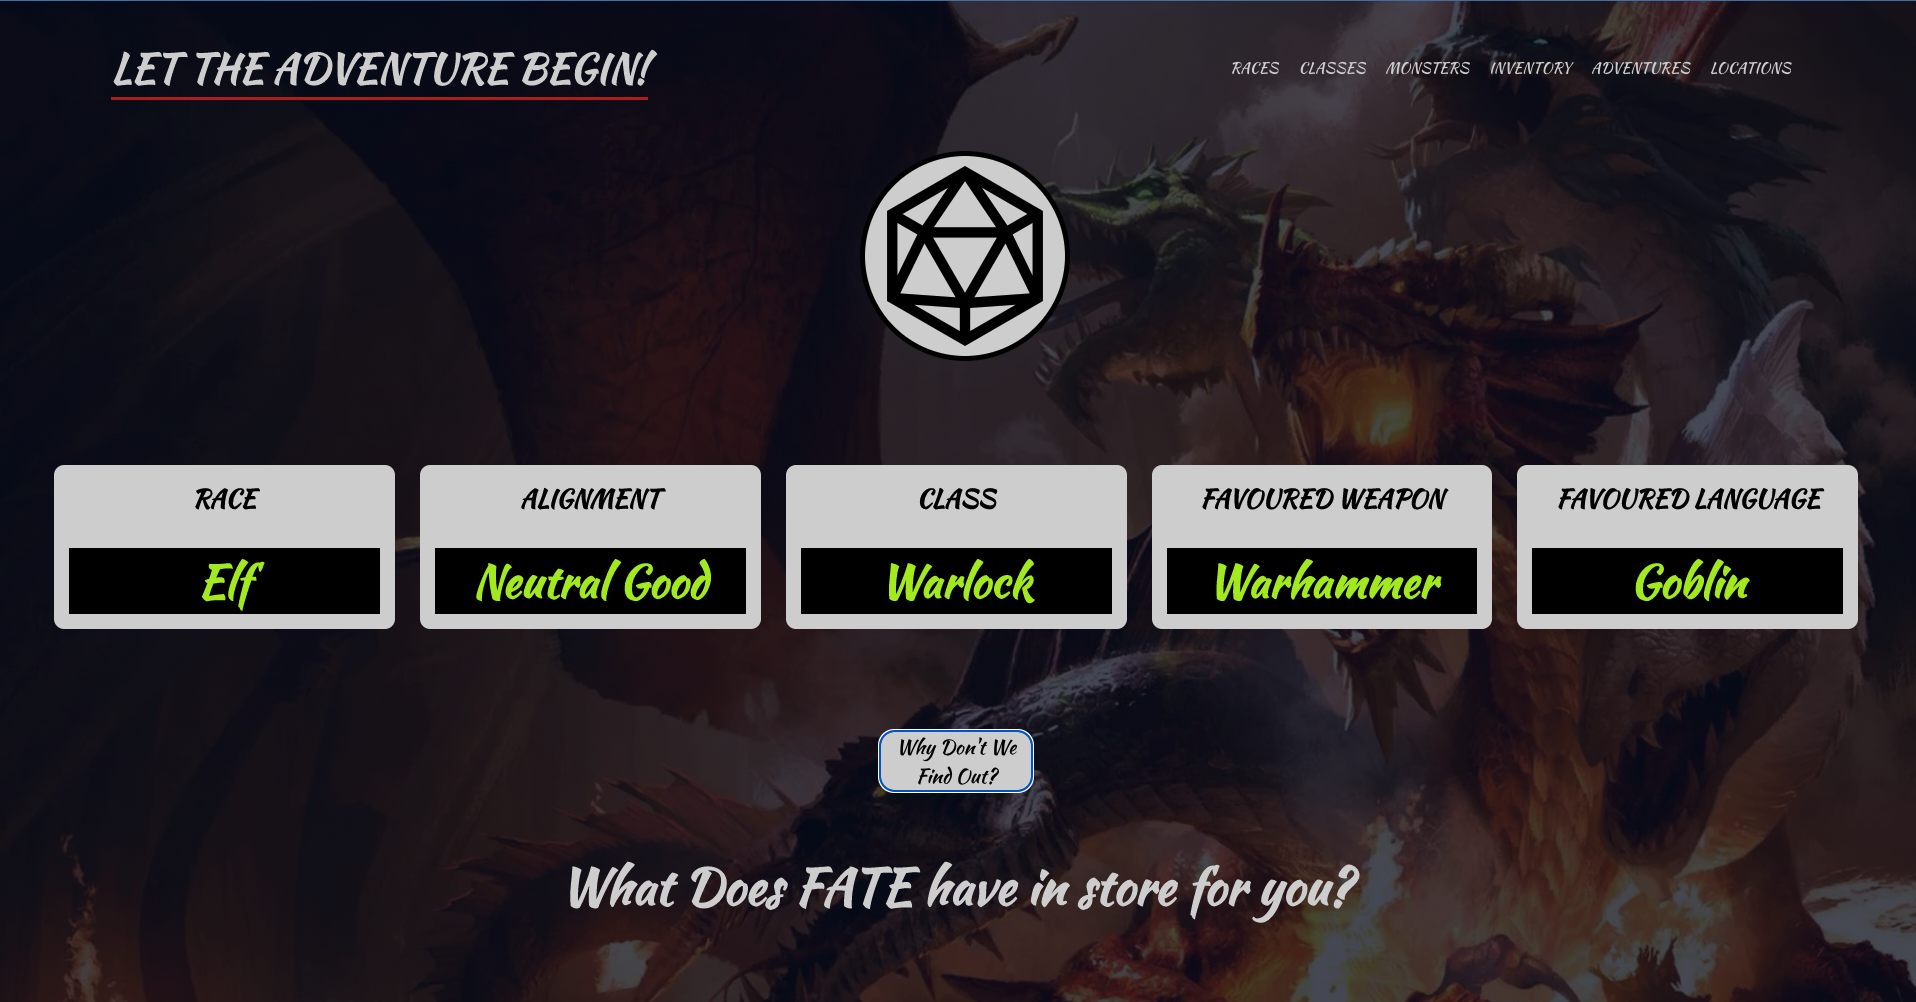 LET THE ADVENTURE BEGIN!
RACES CLASSES MONSTERS INVENTORY ADVENTURES LOCATIONS
RACE
Elf
ALIGNMENT
Neutral Good
CLASS
Warlock
FAVOURED WEAPON
Warhammer
FAVOURED LANGUAGE
Goblin
Why Don't We
Find Out?
What Does FATE have in store for you?